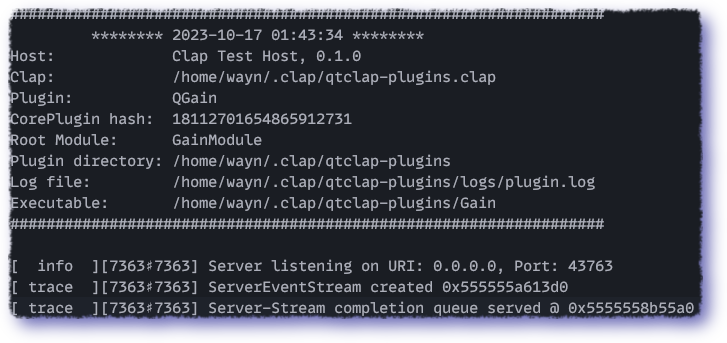 ##################################################################
******** 2023-10-17 01:43:34 ********
Host: Clap Test Host, 0.1.0
Clap: /home/wayn/.clap/qtclap-plugins.clap
Plugin: QGain
CorePlugin hash: 18112701654865912731
Root Module: GainModule
Plugin directory: /home/wayn/.clap/qtclap-plugins
Log file: /home/wayn/.clap/qtclap-plugins/logs/plugin.log
Executable: /home/wayn/.clap/qtclap-plugins/Gain
##################################################################
[ info ][7363♯7363] Server listening on URI: 0.0.0.0, Port: 43763
[ trace ][7363♯7363] ServerEventStream created 0x555555a613d0
[ trace ][7363♯7363] Server-Stream completion queue served @ 0x5555558b55a0